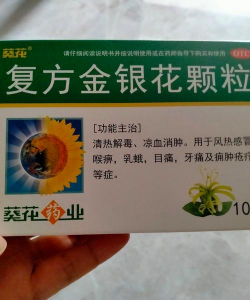 葵花
请仔细阅读说明书并按说明使用或在药师指导下购买和使用
OTC
复方金银花颗粒
[功能主治]
清热解毒、凉血消肿。用于风热感冒
喉痹,乳蛾,目痛,牙痛及痈肿疮疖
等症。
葵花药业
10